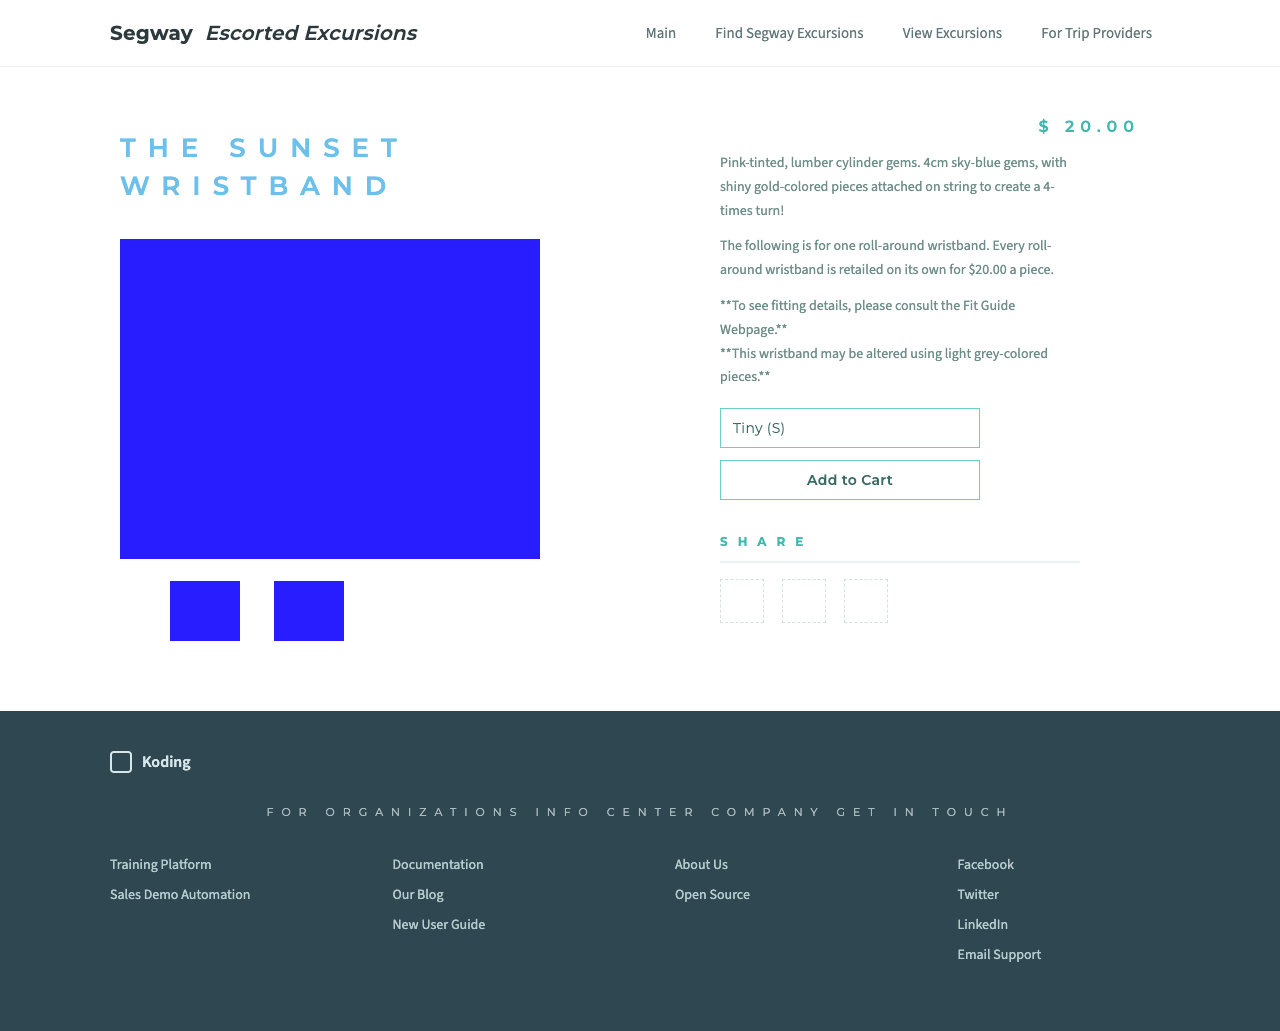 Segway Escorted Excursions
Main
Find Segway Excursions
View Excursions
For Trip Providers
THE SUNSET
WRISTBAND
$ 20.00
Pink-tinted, lumber cylinder gems. 4cm sky-blue gems, with
shiny gold-colored pieces attached on string to create a 4-
times turn!
The following is for one roll-around wristband. Every roll-
around wristband is retailed on its own for $20.00 a piece.
**To see fitting details, please consult the Fit Guide
Webpage.**
**This wristband may be altered using light grey-colored
pieces.**
Tiny (S)
Add to Cart
SHARE
Koding
FOR ORGANIZATIONS INFO CENTER COMPANY GET IN TOUCH
Training Platform
Sales Demo Automation
Documentation
Our Blog
New User Guide
About Us
Open Source
Facebook
Twitter
LinkedIn
Email Support